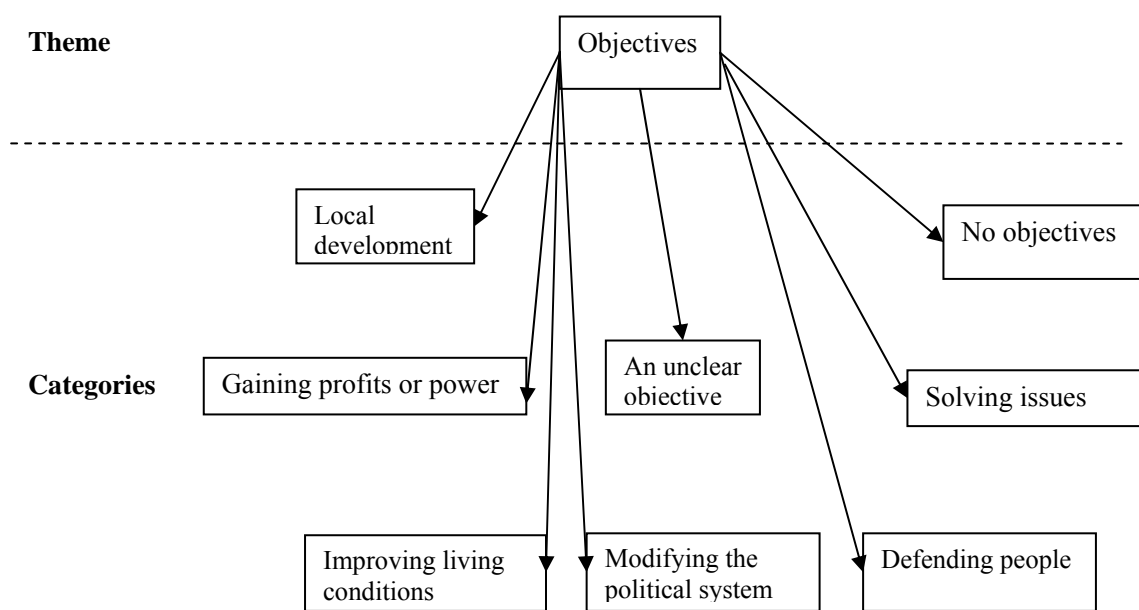 Theme
Objectives
Local
development
No objectives
Categories
Gaining profits or power
An unclear
objective
Solving issues
Improving living
conditions
Modifying the
political system
Defending people